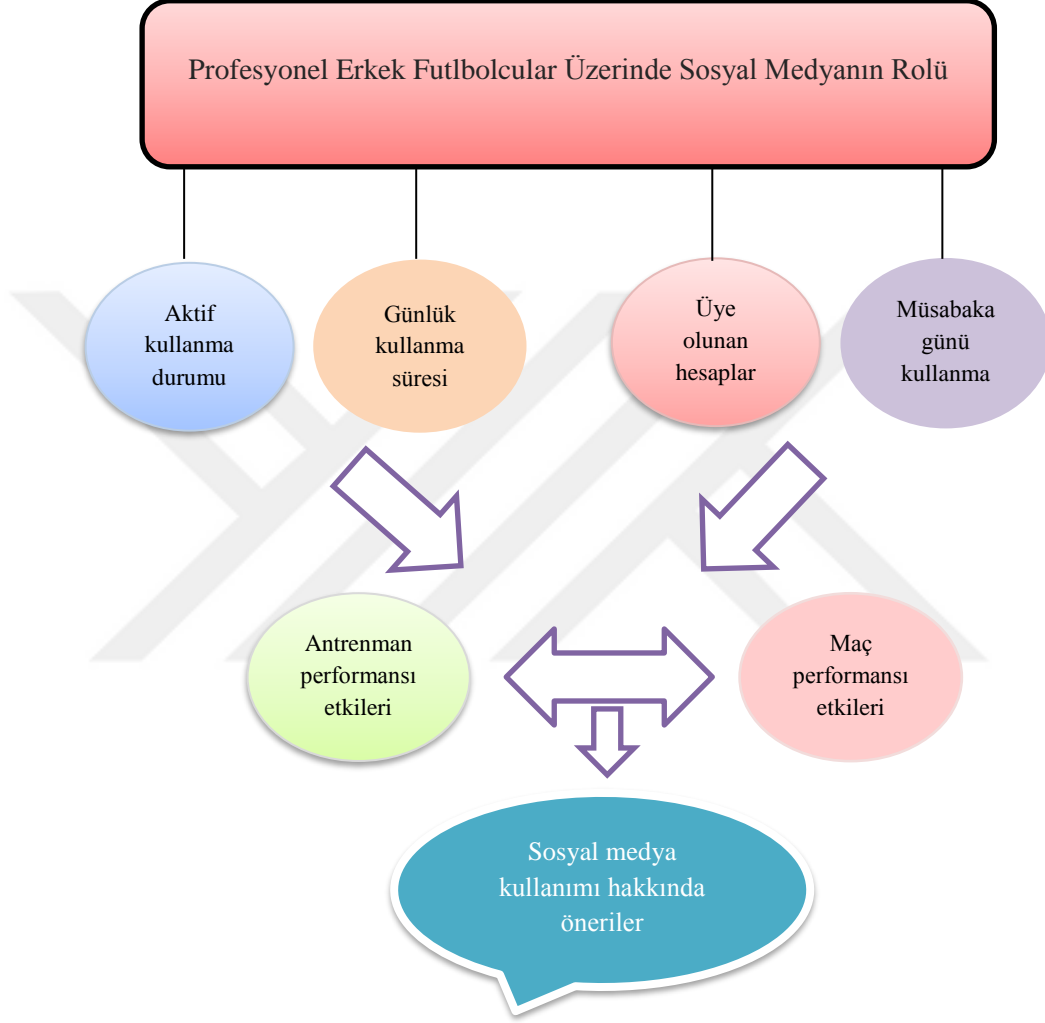 Profesyonel Erkek Futlbolcular Üzerinde Sosyal Medyanın Rolü
Aktif
kullanma
durumu
Günlük
kullanma
süresi
Üye
olunan
hesaplar
Müsabaka
günü
kullanma
Antrenman
performansı
etkileri
Maç
performansı
etkileri
Sosyal medya
kullanımı hakkında
öneriler